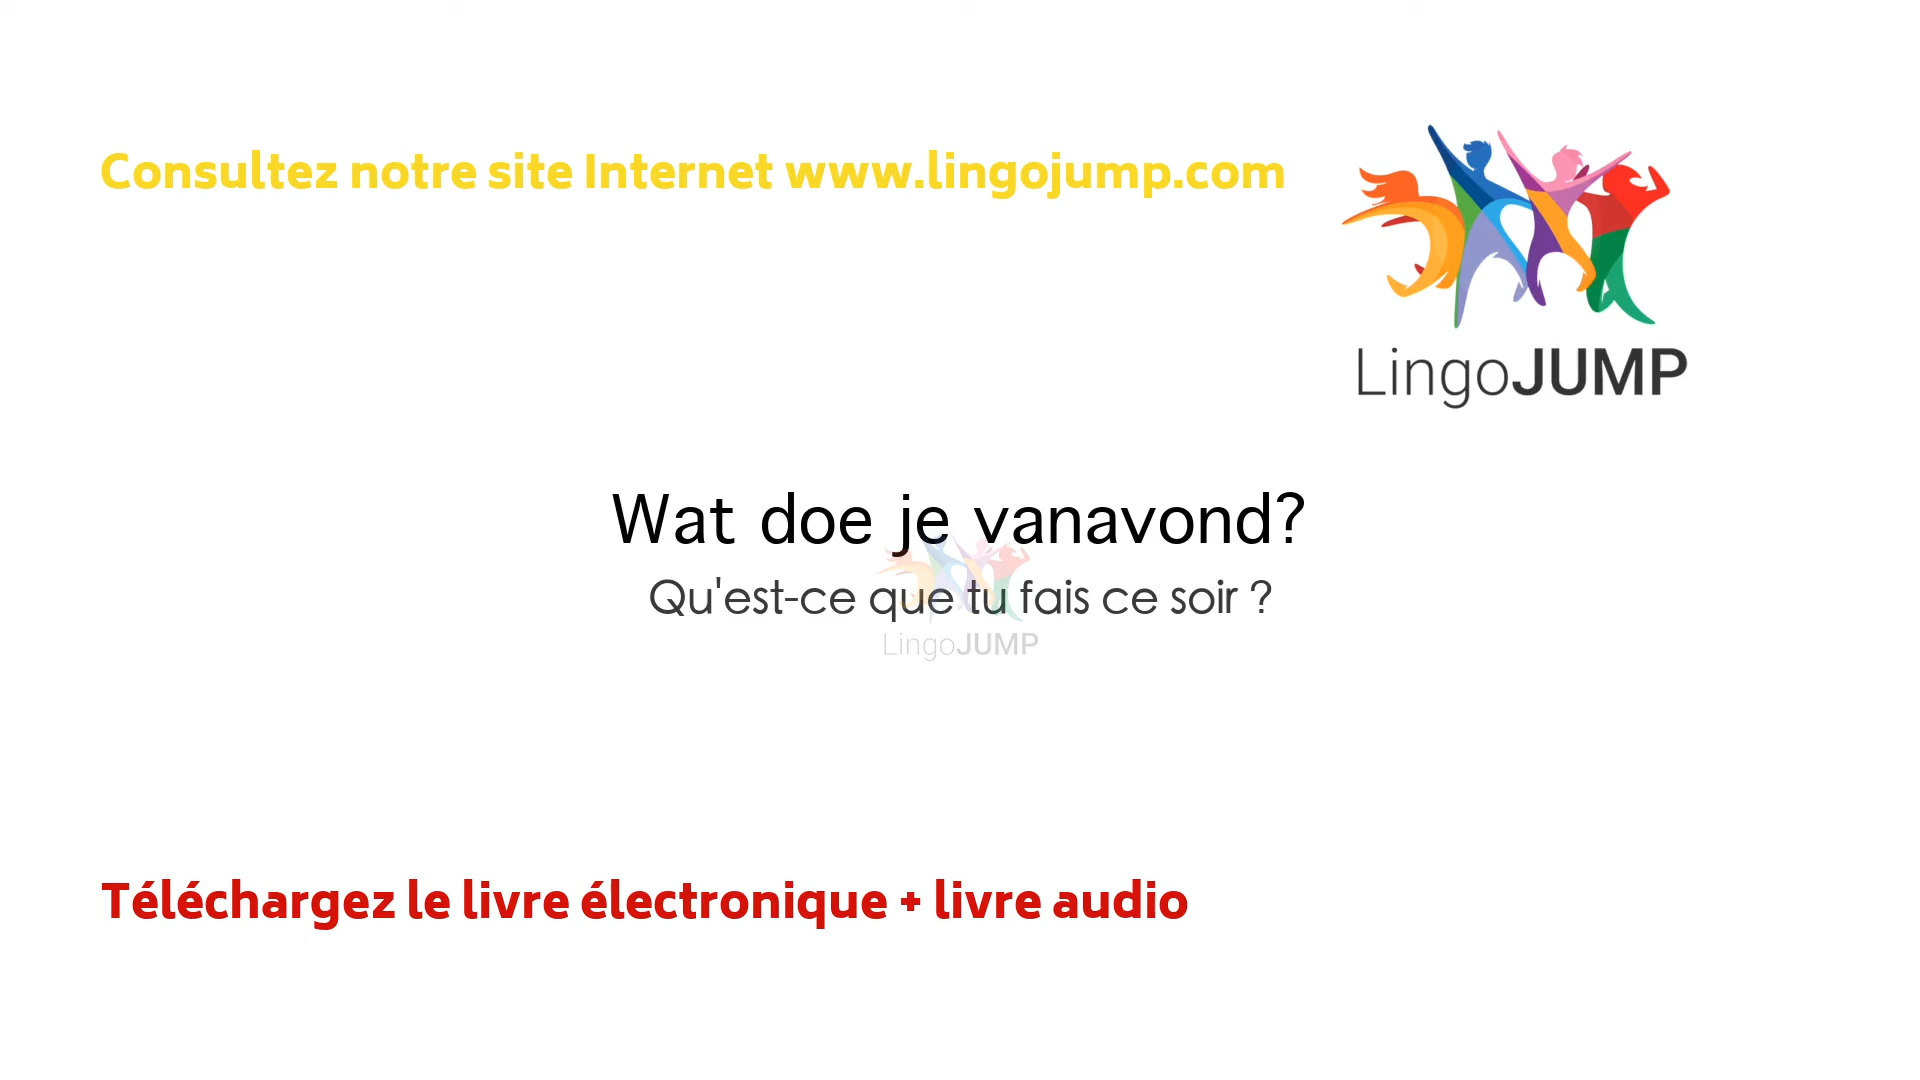 Consultez notre site Internet www.lingojump.com
LingoJUMP
Wat doe je vanavond?
Qu'est-ce que tu fais ce soir ?
LingoJUMP
Téléchargez le livre électronique + livre audio